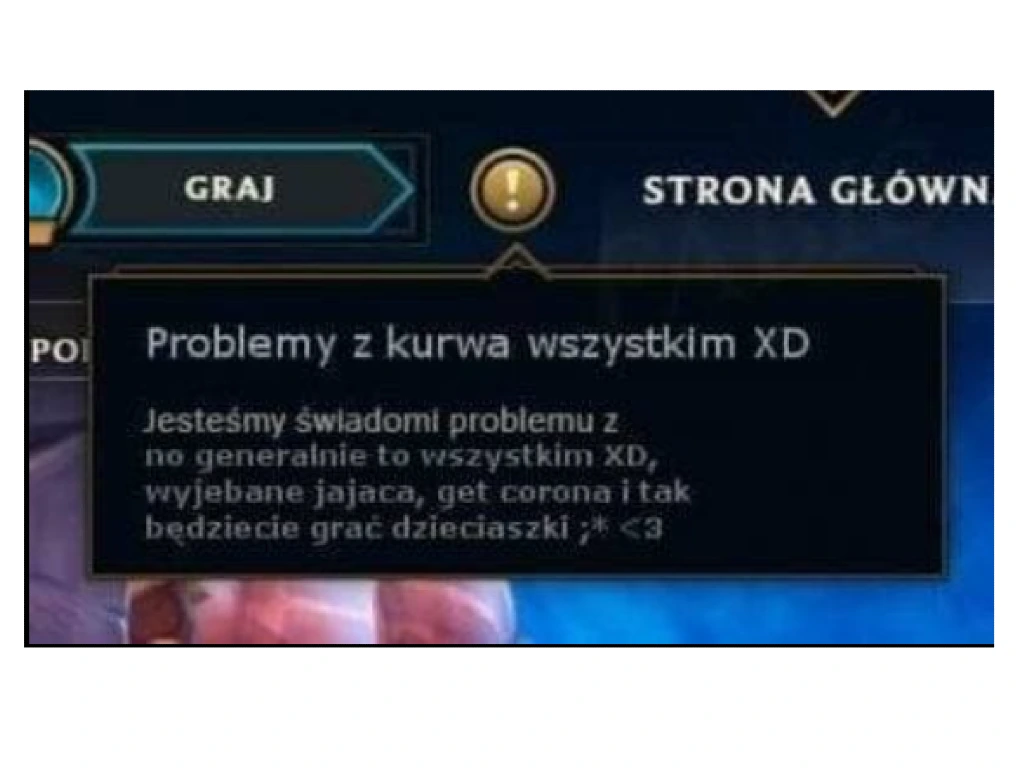 GRAJ
!
STRONA GŁÓWN
Problemy z kurwa wszystkim XD
Jesteśmy świadomi problemu z
no generalnie to wszystkim XD,
wyjebane jajaca, get corona i tak
będziecie grać dzieciaszki ;* <3